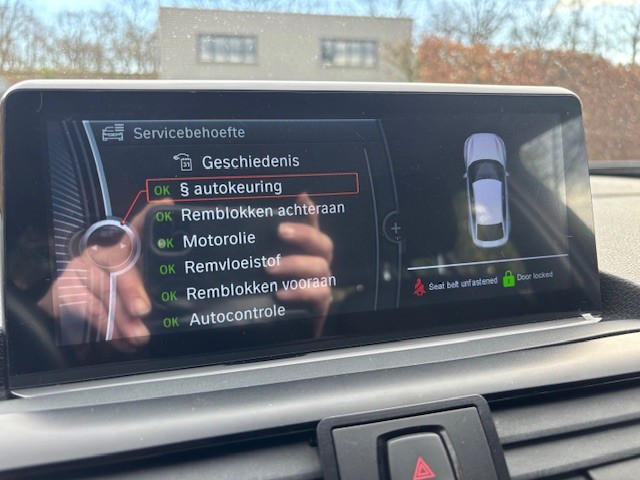 Servicebehoefte
31 Geschiedenis
OK § autokeuring
OK Remblokken achteraan
OK Motorolie
OK Remvloeistof
OK Remblokken vooraan
OK Autocontrole
Seat belt unfastened Door locked